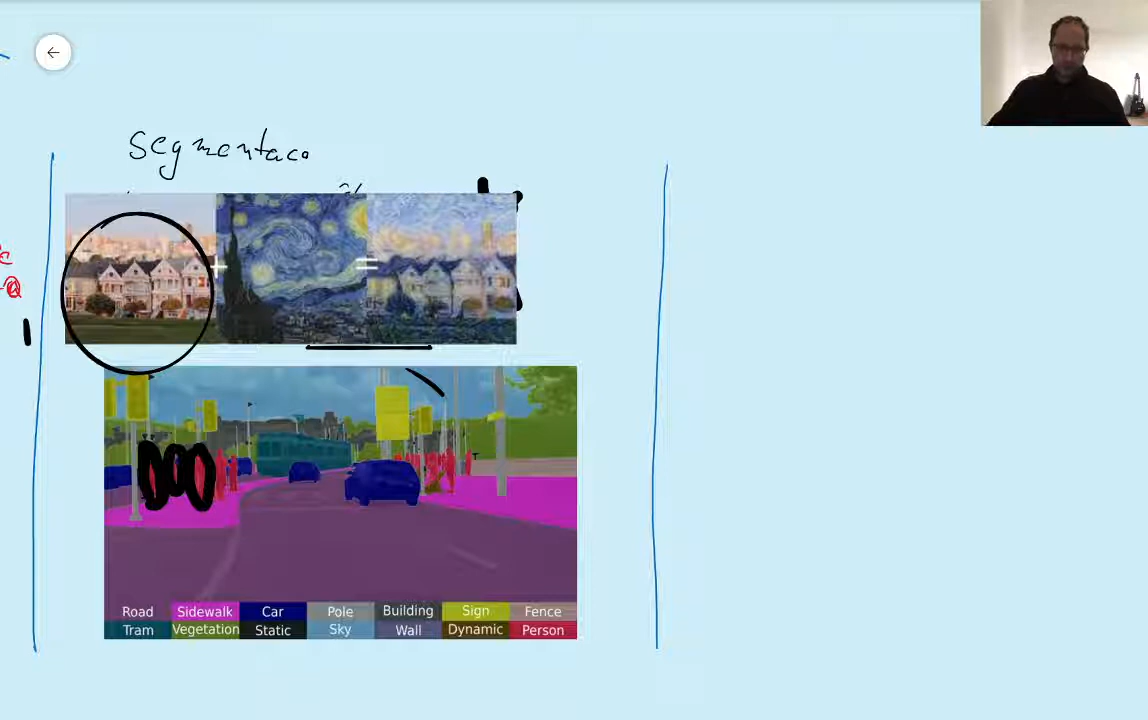 segmentaco
+ =
Road Sidewalk Car Pole Building Sign Fence
Tram Vegetation Static Sky Wall Dynamic Person